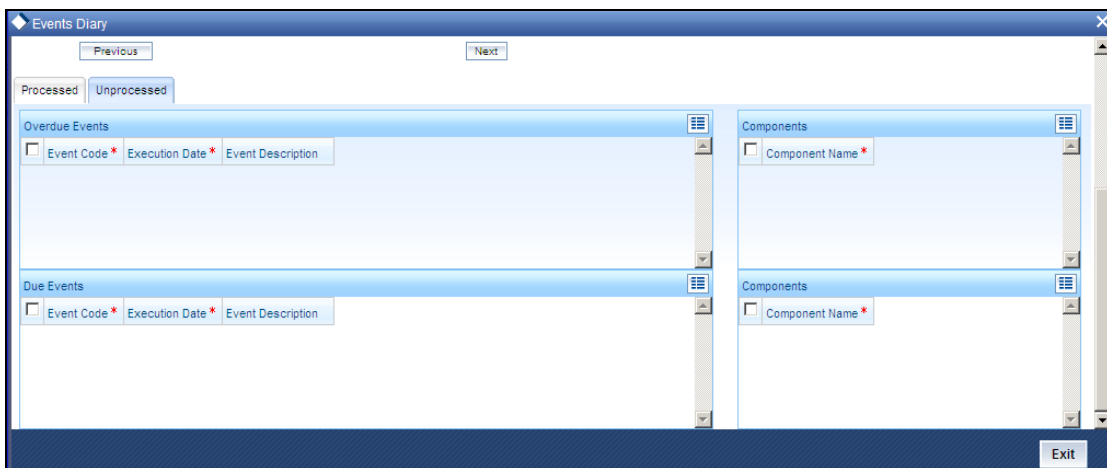 Events Diary
Previous Next
Processed Unprocessed
Overdue Events
Event Code * Execution Date * Event Description
Components
Component Name *
Due Events
Event Code * Execution Date * Event Description
Components
Component Name *
Exit